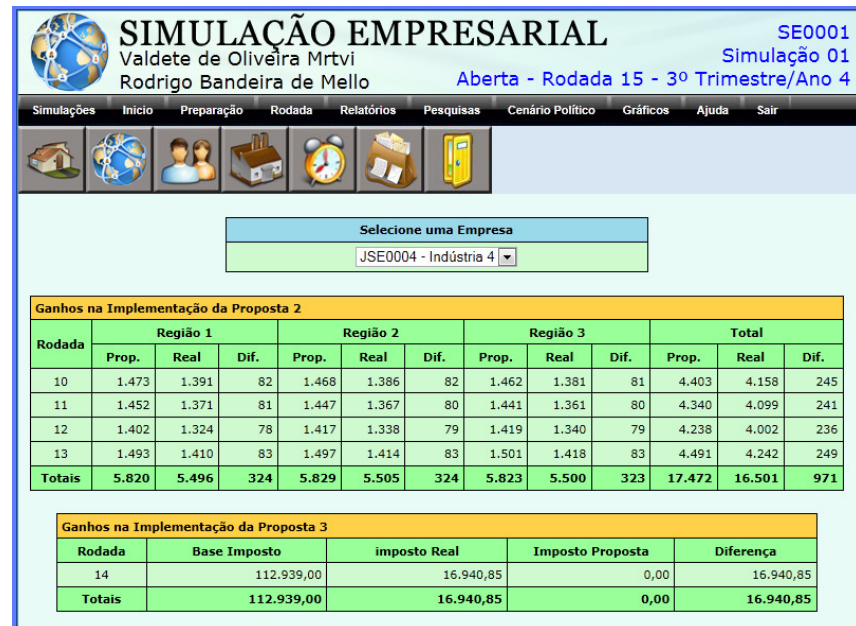 SIMULAÇÃO EMPRESARIAL
SE0001
Valdete de Oliveira Mrtvi
Simulação 01
Rodrigo Bandeira de Mello
Aberta - Rodada 15 - 3º Trimestre/Ano 4
Simulações Inicio Preparação Rodada Relatórios Pesquisas Cenário Político Gráficos Ajuda Sair
Selecione uma Empresa
JSE0004 - Indústria 4
Ganhos na Implementação da Proposta 2
Rodada Região 1 Região 2 Região 3 Total
Prop. Real Dif. Prop. Real Dif. Prop. Real Dif. Prop. Real Dif.
10 1.473 1.391 82 1.468 1.386 82 1.462 1.381 81 4.403 4.158 245
11 1.452 1.371 81 1.447 1.367 80 1.441 1.361 80 4.340 4.099 241
12 1.402 1.324 78 1.417 1.338 79 1.419 1.340 79 4.238 4.002 236
13 1.493 1.410 83 1.497 1.414 83 1.501 1.418 83 4.491 4.242 249
Totais 5.820 5.496 324 5.829 5.505 324 5.823 5.500 323 17.472 16.501 971
Ganhos na Implementação da Proposta 3
Rodada Base Imposto imposto Real Imposto Proposta Diferença
14 112.939,00 16.940,85 0,00 16.940,85
Totais 112.939,00 16.940,85 0,00 16.940,85